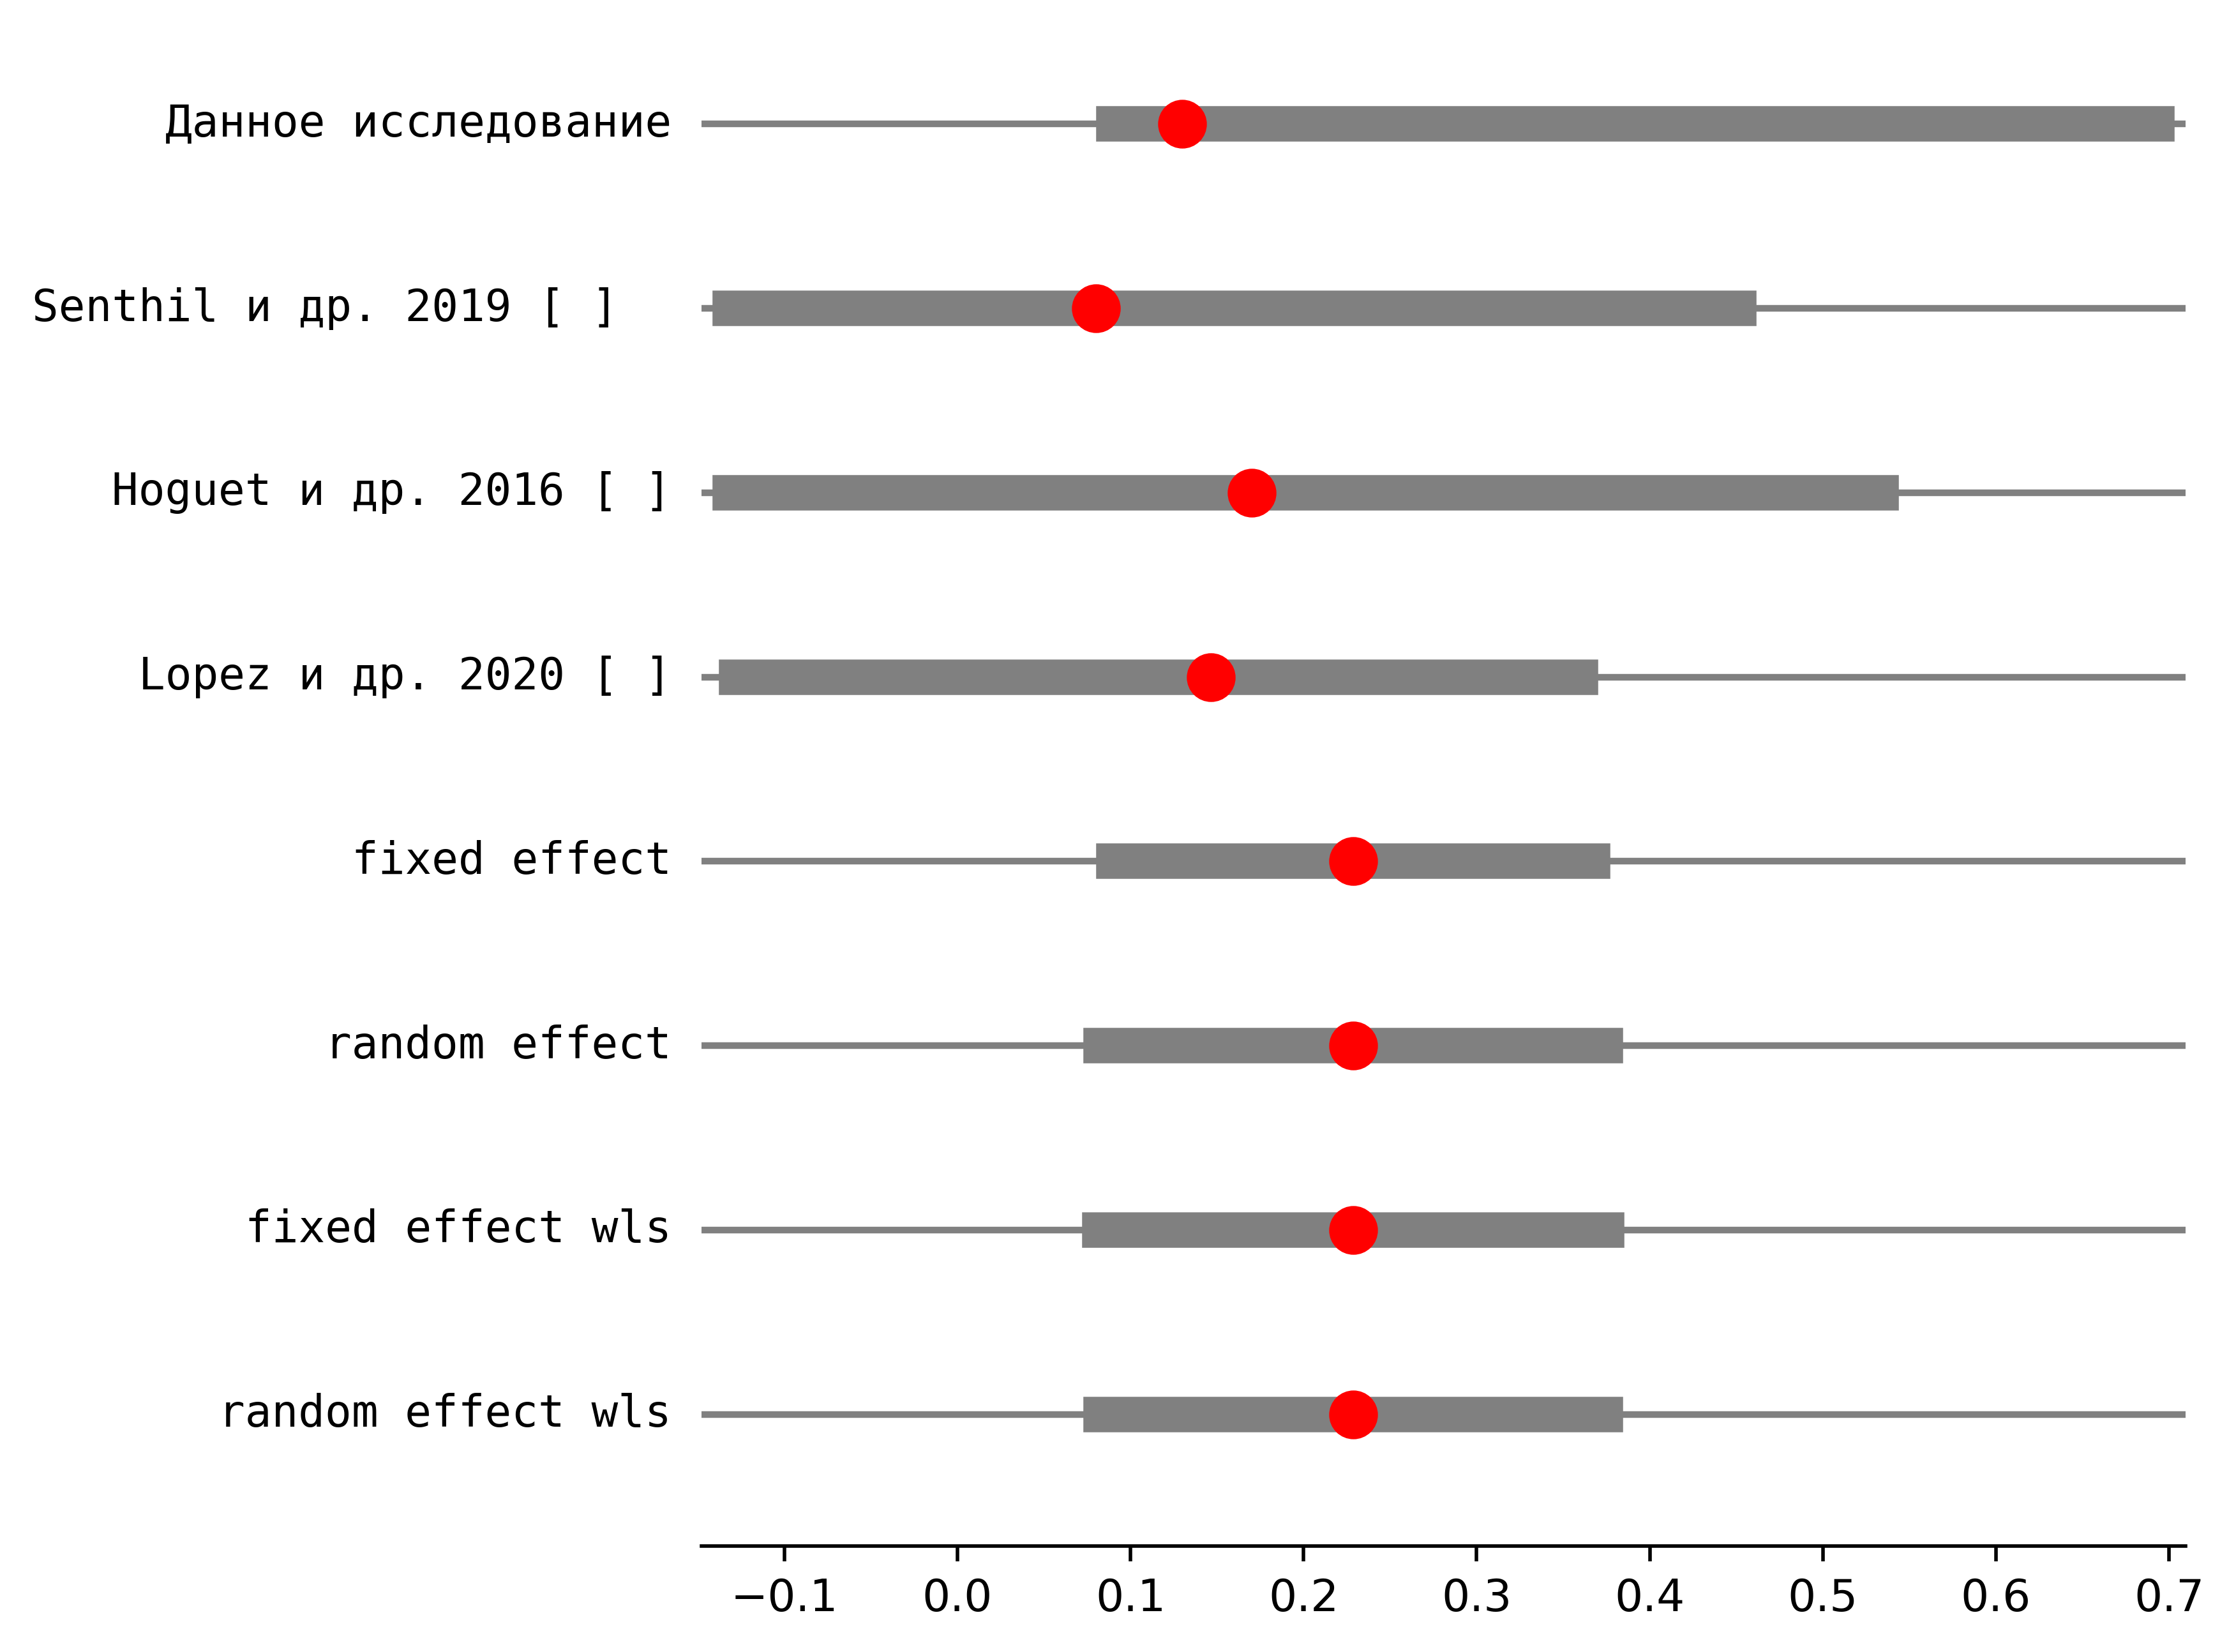 Данное исследование
Senthil и др. 2019 [ ]
Hoguet и др. 2016 [ ]
Lopez и др. 2020 [ ]
fixed effect
random effect
fixed effect wls
random effect wls
−0.1 0.0 0.1 0.2 0.3 0.4 0.5 0.6 0.7